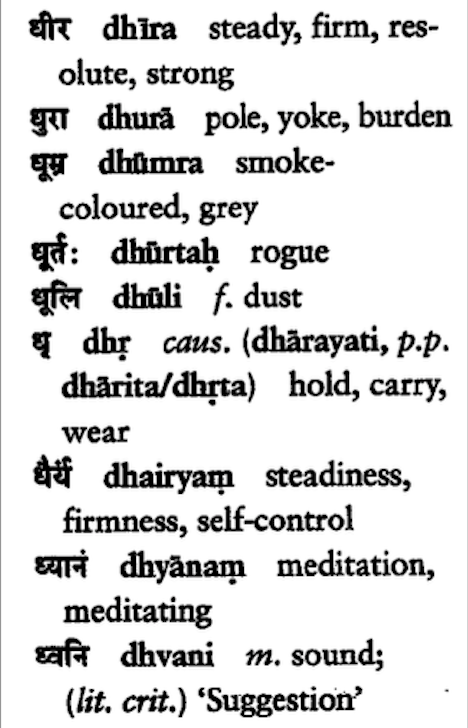 धीर dhīra steady, firm, res-
olute, strong
धुरा dhurā pole, yoke, burden
धूम्र dhūmra smoke-
coloured, grey
धूर्तः dhūrtaḥ rogue
धूलि dhūli f. dust
धृ dhṛ caus. (dhārayati, p.p.
dhārita/dhṛta) hold, carry,
wear
धैर्यं dhairyaṃ steadiness,
firmness, self-control
ध्यानं dhyānaṃ meditation,
meditating
ध्वनि dhvani m. sound;
(lit. crit.) ‘Suggestion’